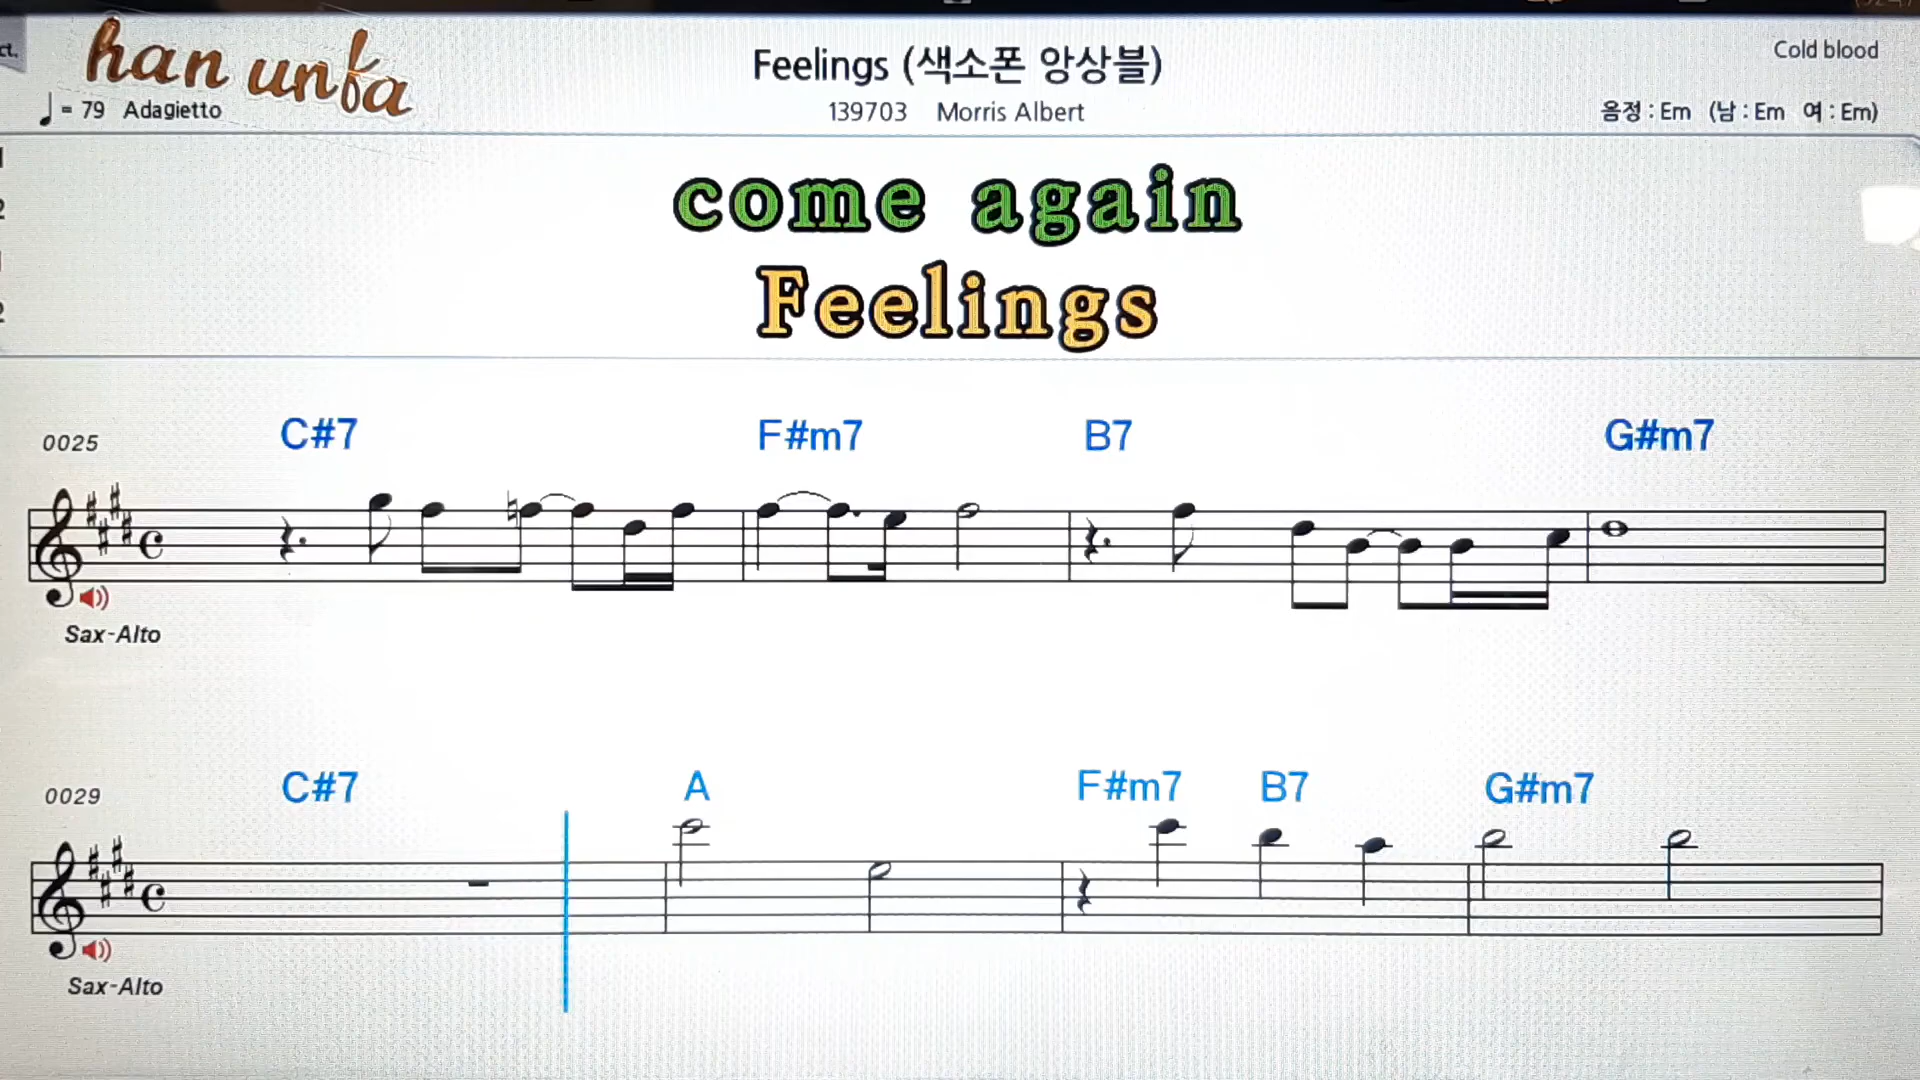 ct.
han unfa
Feelings (색소폰 앙상블)
Cold blood
= 79 Adagietto
139703 Morris Albert
음정 : Em (남 : Em 여 : Em)
come again
Feelings
0025
C#7 F#m7 B7 G#m7
Sax-Alto
0029
C#7 A F#m7 B7 G#m7
Sax-Alto